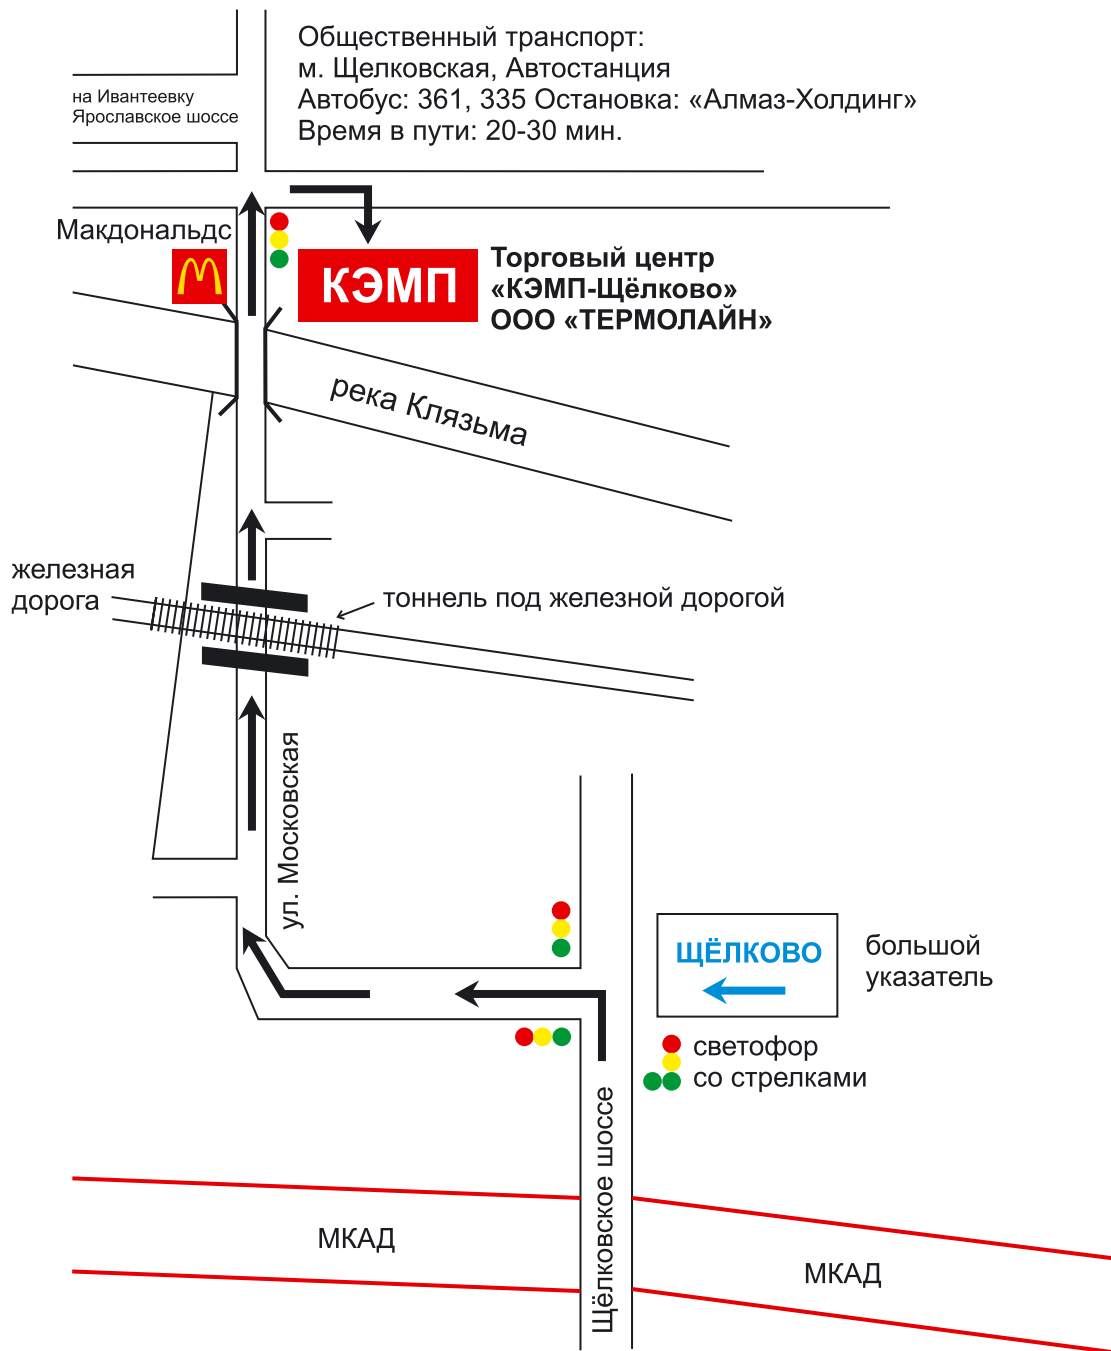 Общественный транспорт:
м. Щелковская, Автостанция
Автобус: 361, 335 Остановка: «Алмаз-Холдинг»
Время в пути: 20-30 мин.
на Ивантеевку
Ярославское шоссе
Макдональдс
КЭМП
Торговый центр
«КЭМП-Щёлково»
ООО «ТЕРМОЛАЙН»
река Клязьма
железная
дорога
тоннель под железной дорогой
ул. Московская
ЩЁЛКОВО
большой
указатель
светофор
со стрелками
Щёлковское шоссе
МКАД
МКАД